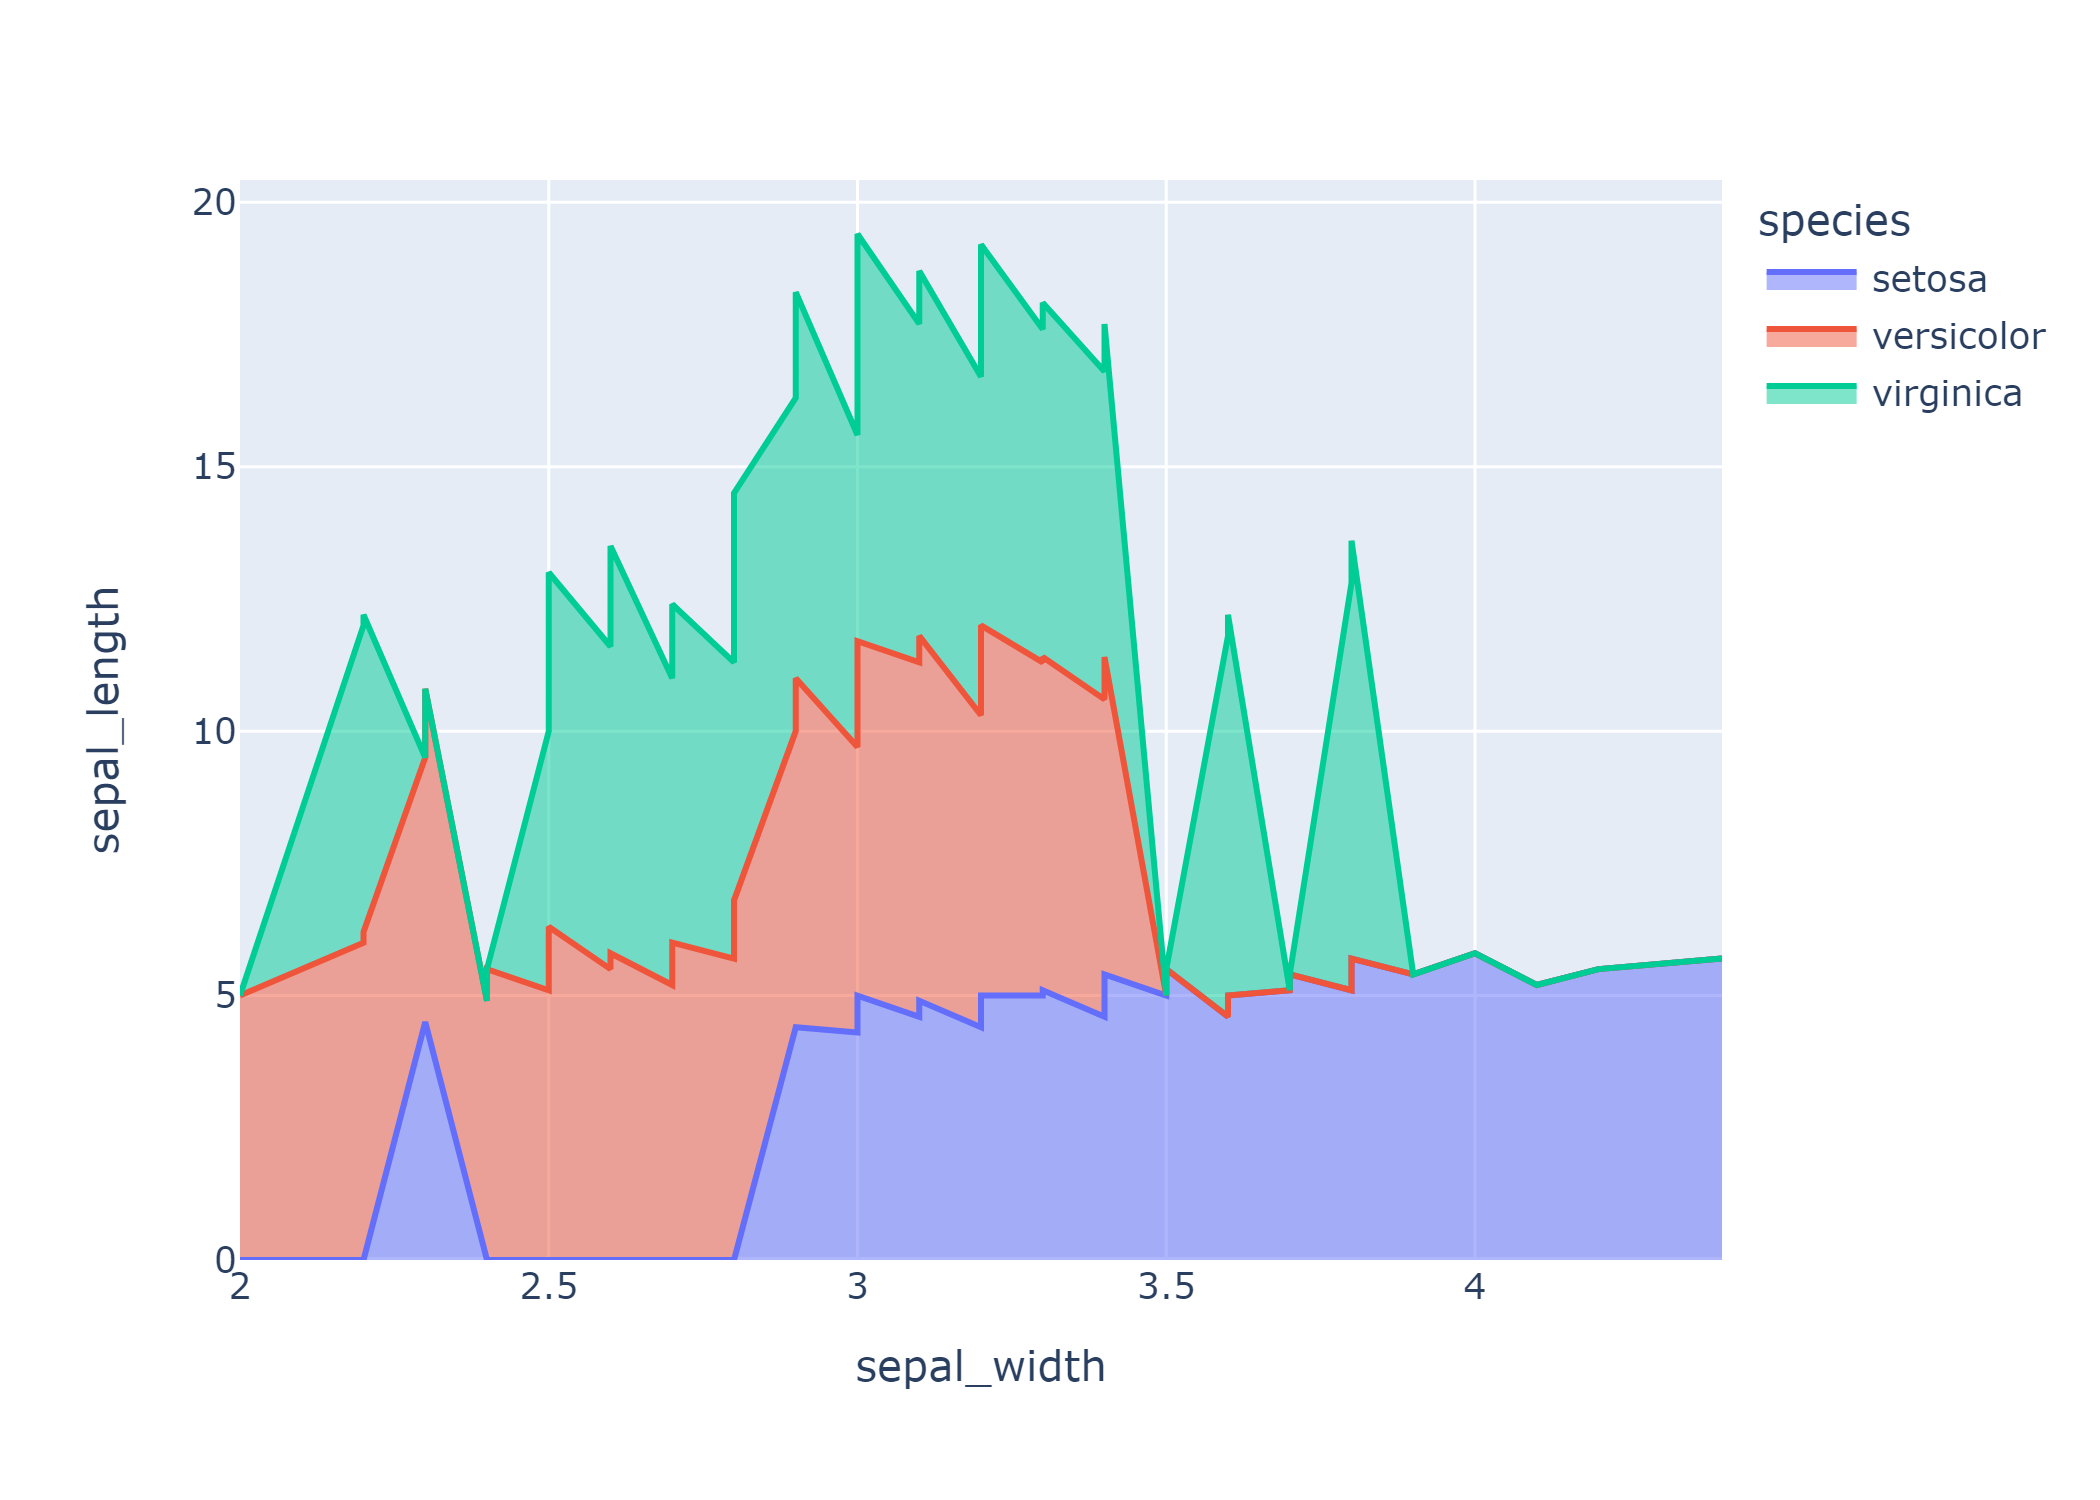 species
setosa
versicolor
virginica
sepal_length
20
15
10
5
0
2 2.5 3 3.5 4
sepal_width